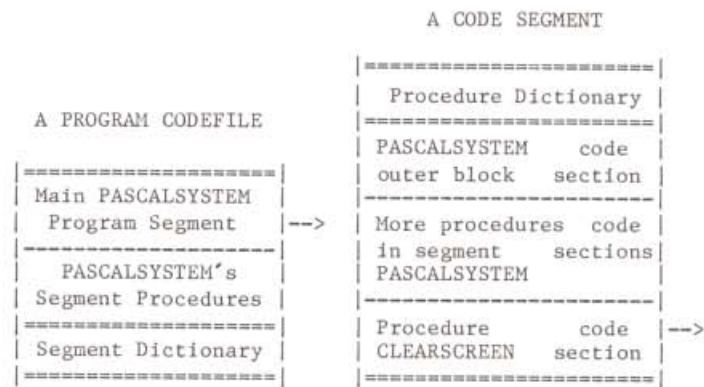 A CODE SEGMENT
Procedure Dictionary
PASCALSYSTEM code
outer block section
More procedures code
in segment sections
PASCALSYSTEM
Procedure code
CLEARSCREEN section
-->
A PROGRAM CODEFILE
Main PASCALSYSTEM
Program Segment
-->
PASCALSYSTEM´s
Segment Procedures
Segment Dictionary